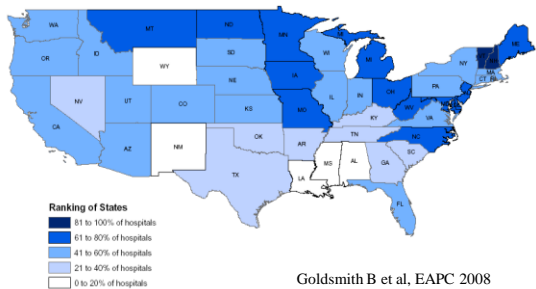 WA
MT
ND
MN
ME
OR
ID
SD
WI
MI
NY
MA
CT
WY
NE
IA
PA
NV
UT
CO
IL
IN
OH
CA
KS
MO
WV
VA
KY
NC
AZ
NM
OK
AR
TN
SC
MS
AL
GA
TX
LA
FL
Ranking of States
81 to 100% of hospitals
61 to 80% of hospitals
41 to 60% of hospitals
21 to 40% of hospitals
0 to 20% of hospitals
Goldsmith B et al, EAPC 2008